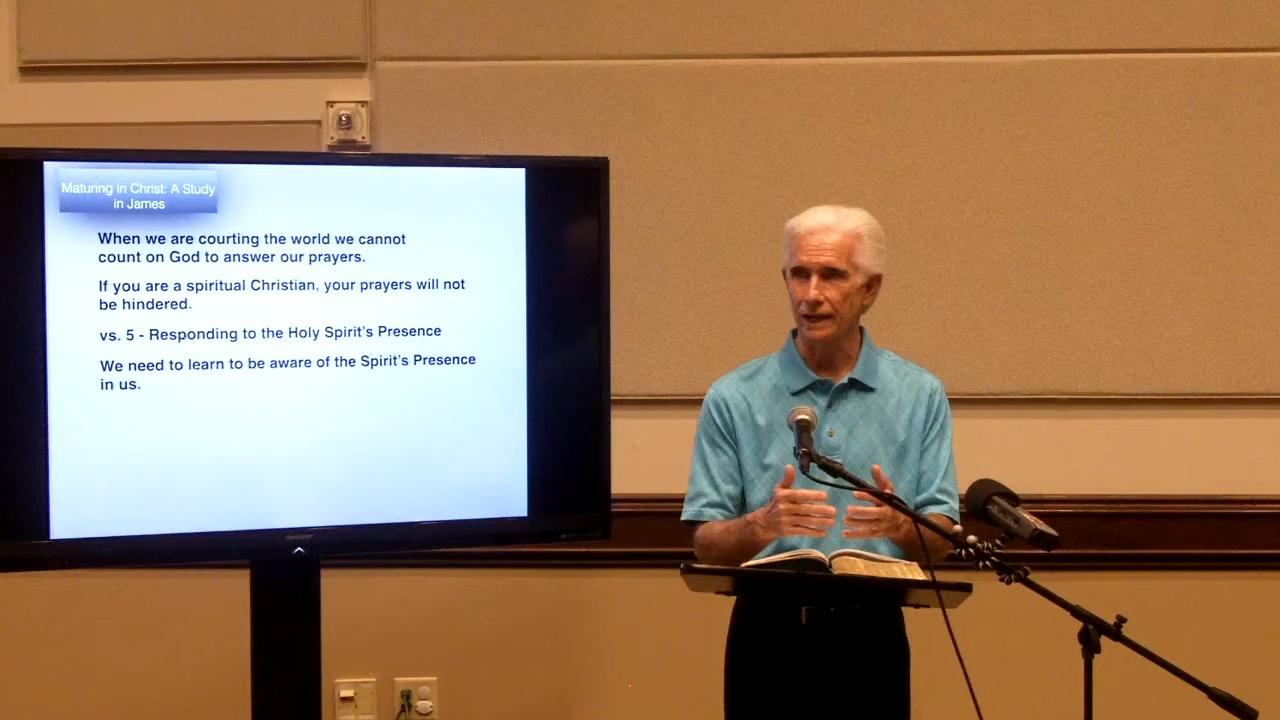 Maturing in Christ: A Study
in James
When we are courting the world we cannot
count on God to answer our prayers.
If you are a spiritual Christian, your prayers will not
be hindered.
vs. 5 - Responding to the Holy Spirit's Presence
We need to learn to be aware of the Spirit's Presence
in us.
SHARP